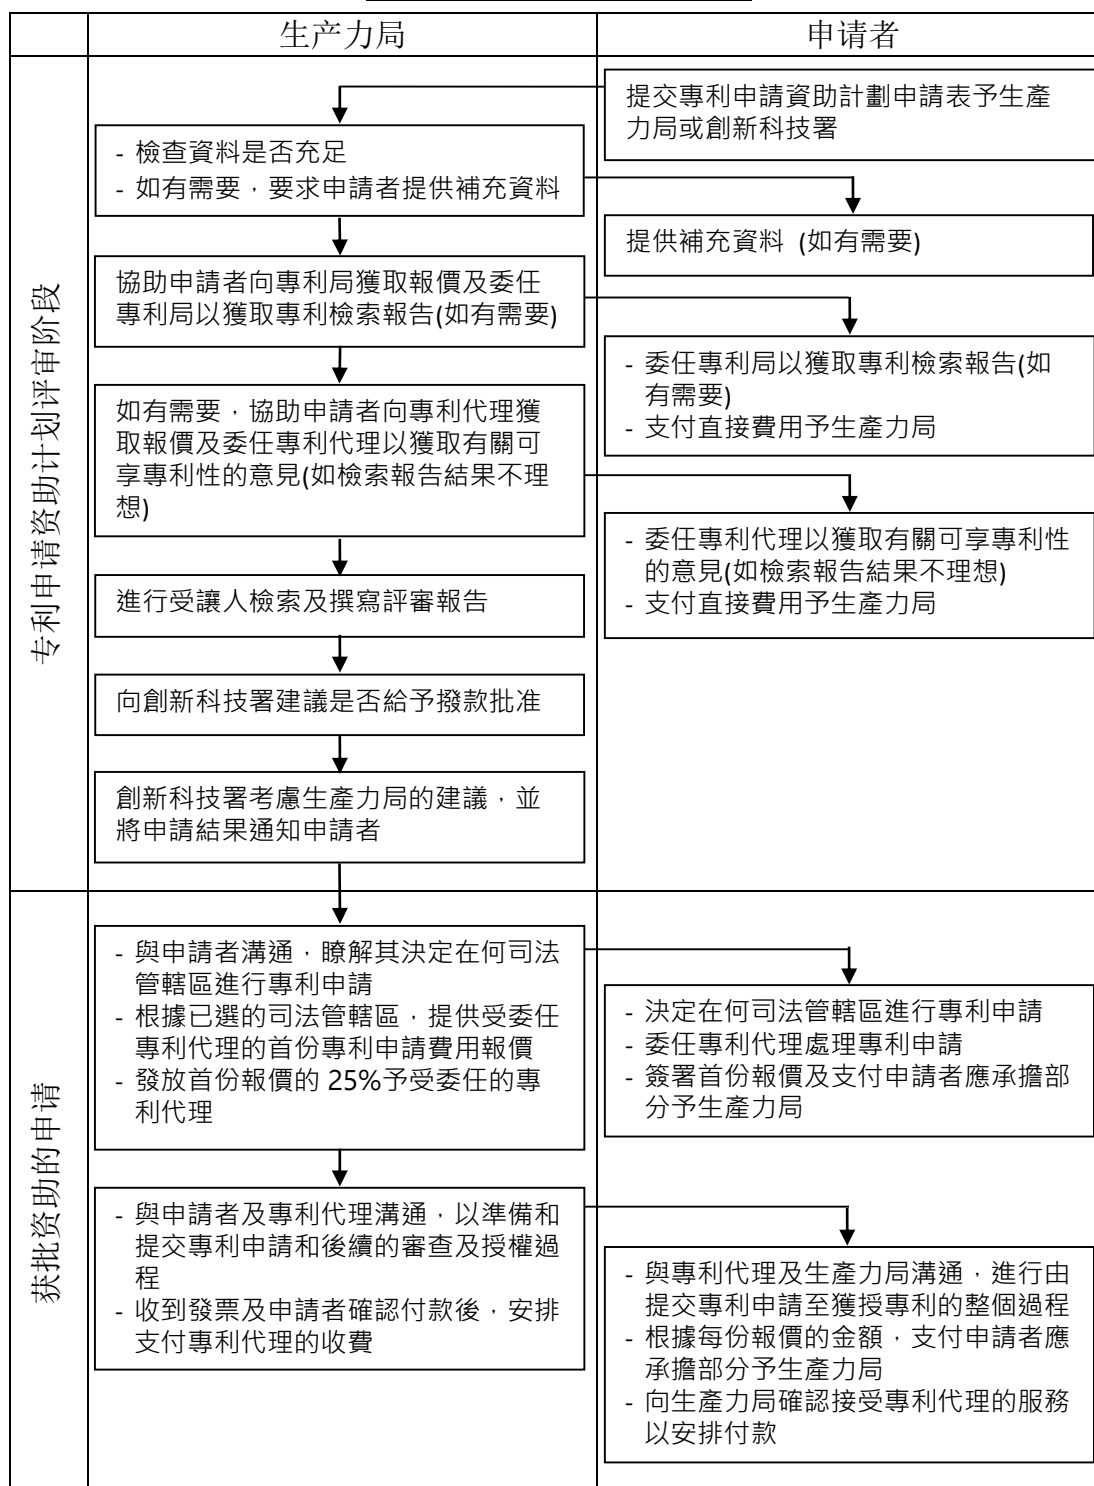 生产力局
申请者
专利申请资助计划评审阶段
提交專利申請資助計劃申請表予生產
力局或創新科技署
- 檢查資料是否充足
- 如有需要，要求申請者提供補充資料
提供補充資料 (如有需要)
協助申請者向專利局獲取報價及委任
專利局以獲取專利檢索報告(如有需要)
- 委任專利局以獲取專利檢索報告(如
有需要)
- 支付直接費用予生產力局
如有需要，協助申請者向專利代理獲
取報價及委任專利代理以獲取有關可
享專利性的意見(如檢索報告結果不理
想)
- 委任專利代理以獲取有關可享專利性
的意見(如檢索報告結果不理想)
- 支付直接費用予生產力局
進行受讓人檢索及撰寫評審報告
向創新科技署建議是否給予撥款批准
創新科技署考慮生產力局的建議，並
將申請結果通知申請者
获批资助的申请
- 與申請者溝通，瞭解其決定在何司法
管轄區進行專利申請
- 根據已選的司法管轄區，提供受委任
專利代理的首份專利申請費用報價
- 發放首份報價的 25%予受委任的專
利代理
- 決定在何司法管轄區進行專利申請
- 委任專利代理處理專利申請
- 簽署首份報價及支付申請者應承擔部
分予生產力局
- 與申請者及專利代理溝通，以準備和
提交專利申請和後續的審查及授權過
程
- 收到發票及申請者確認付款後，安排
支付專利代理的收費
- 與專利代理及生產力局溝通，進行由
提交專利申請至獲授專利的整個過程
- 根據每份報價的金額，支付申請者應
承擔部分予生產力局
- 向生產力局確認接受專利代理的服務
以安排付款